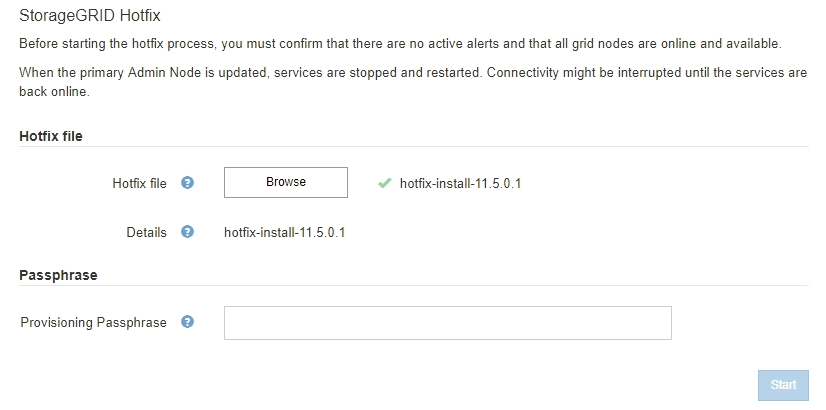 StorageGRID Hotfix
Before starting the hotfix process, you must confirm that there are no active alerts and that all grid nodes are online and available.
When the primary Admin Node is updated, services are stopped and restarted. Connectivity might be interrupted until the services are
back online.
Hotfix file
Hotfix file ? Browse hotfix-install-11.5.0.1
Details ? hotfix-install-11.5.0.1
Passphrase
Provisioning Passphrase ?
Start